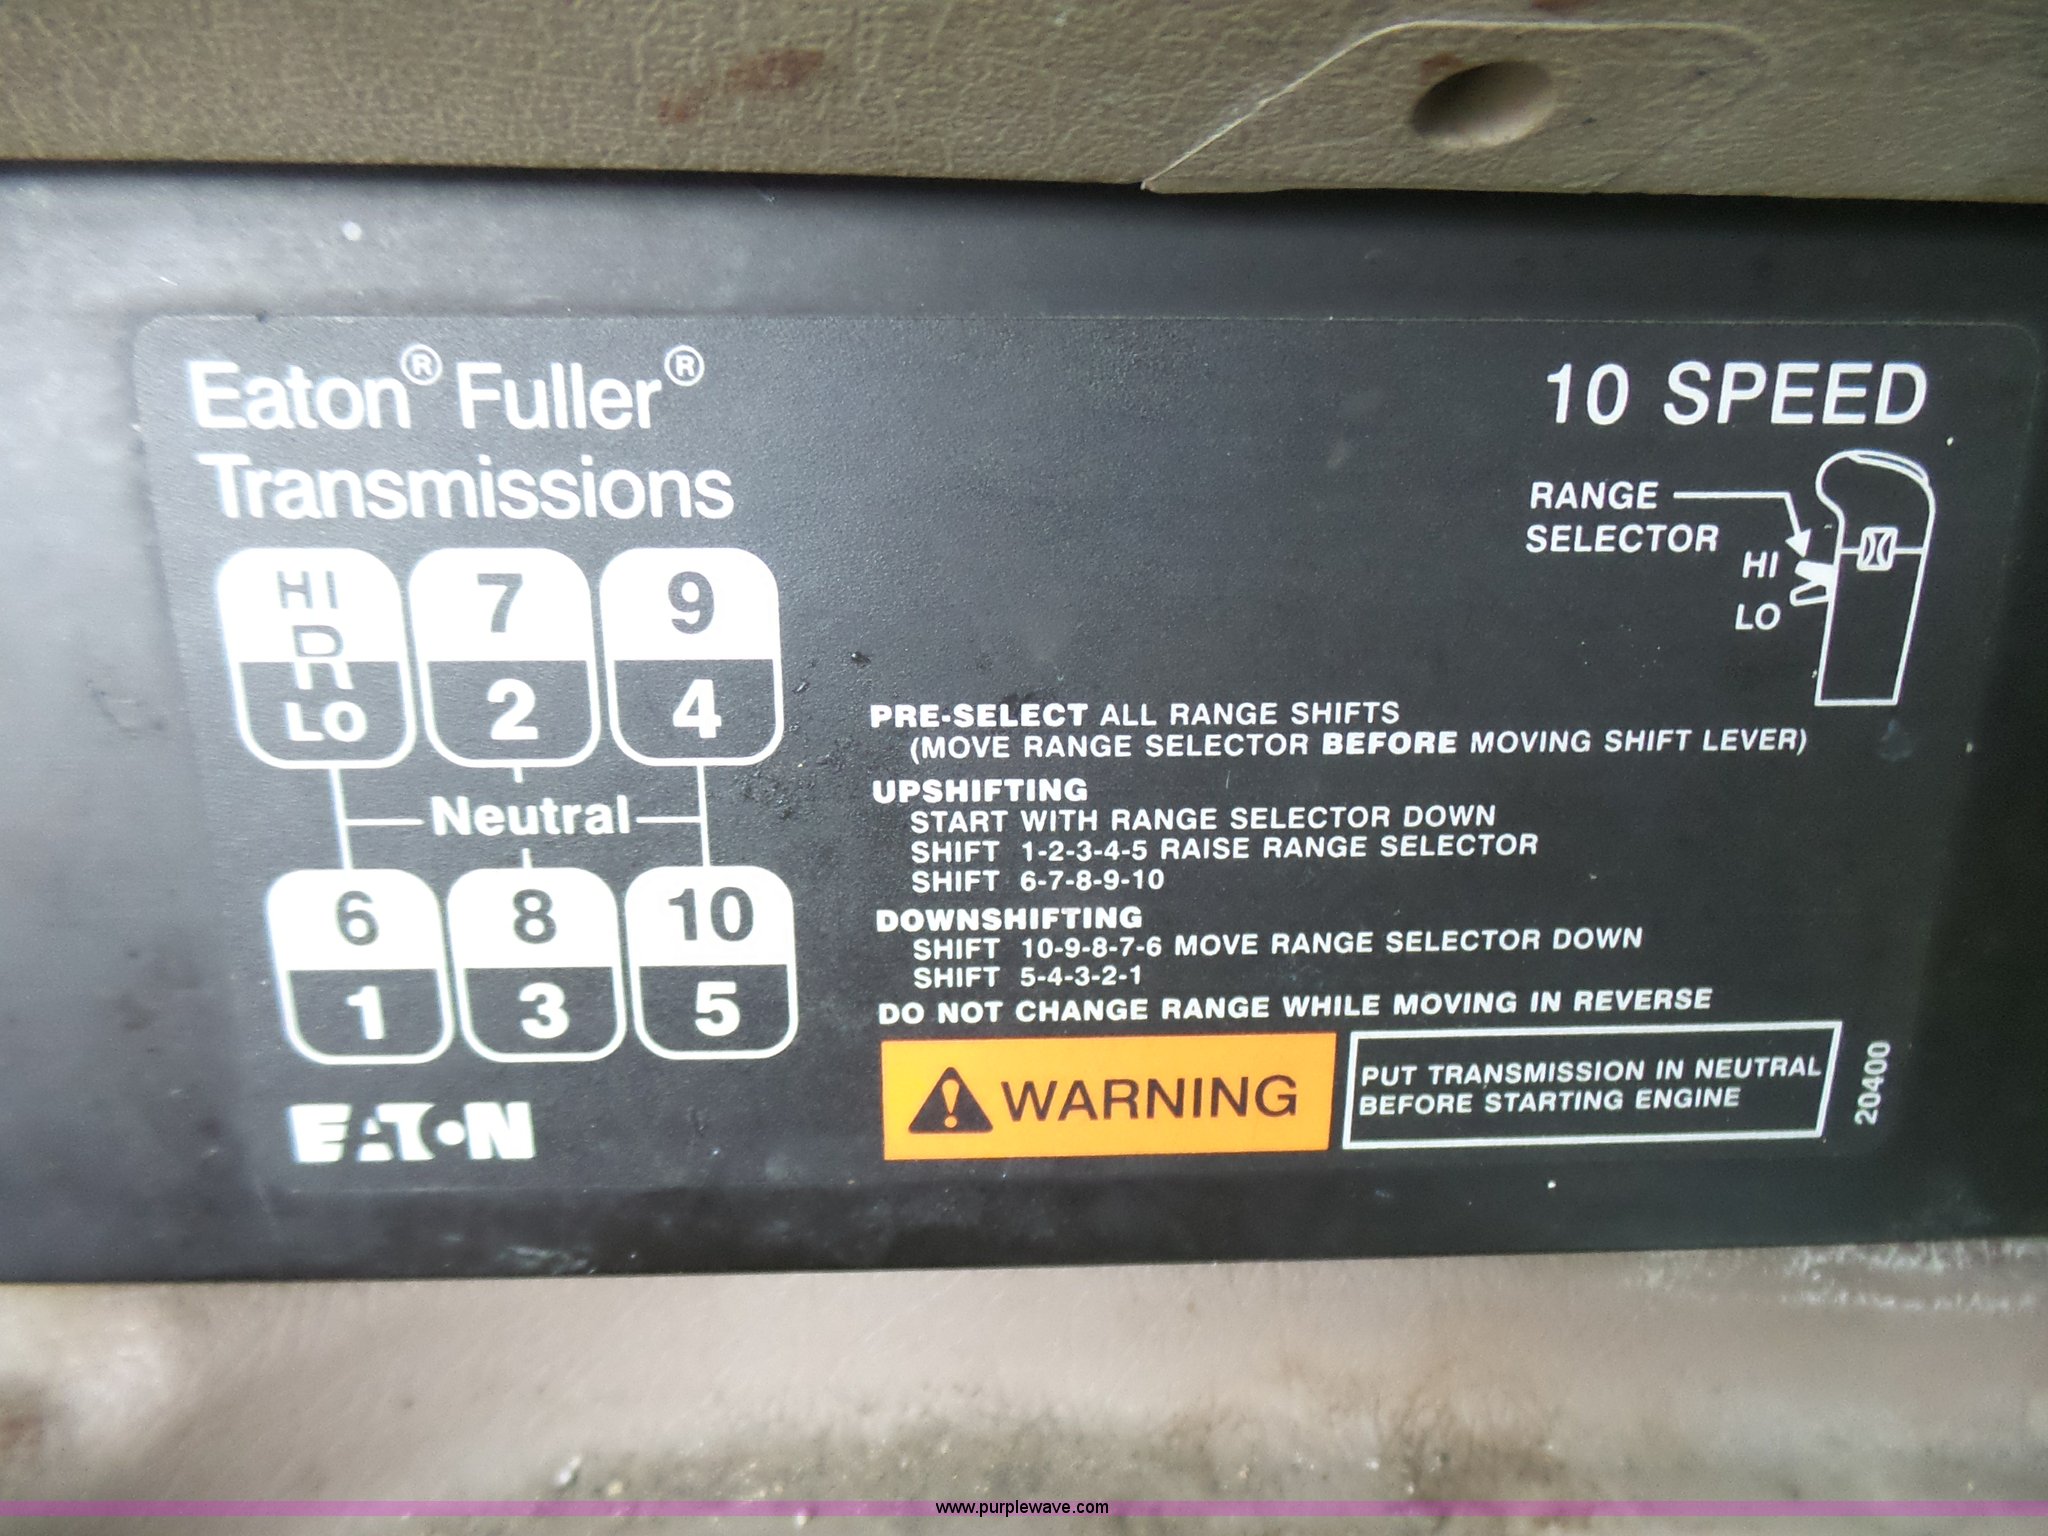 Eaton® Fuller®
Transmissions
10 SPEED
RANGE
SELECTOR
HI
LO
HI
R
LO
7
2
9
4
Neutral
6
1
8
3
10
5
EATON
PRE-SELECT ALL RANGE SHIFTS
(MOVE RANGE SELECTOR BEFORE MOVING SHIFT LEVER)
UPSHIFTING
START WITH RANGE SELECTOR DOWN
SHIFT 1-2-3-4-5 RAISE RANGE SELECTOR
SHIFT 6-7-8-9-10
DOWNSHIFTING
SHIFT 10-9-8-7-6 MOVE RANGE SELECTOR DOWN
SHIFT 5-4-3-2-1
DO NOT CHANGE RANGE WHILE MOVING IN REVERSE
WARNING
PUT TRANSMISSION IN NEUTRAL
BEFORE STARTING ENGINE
20400
www.purplewave.com